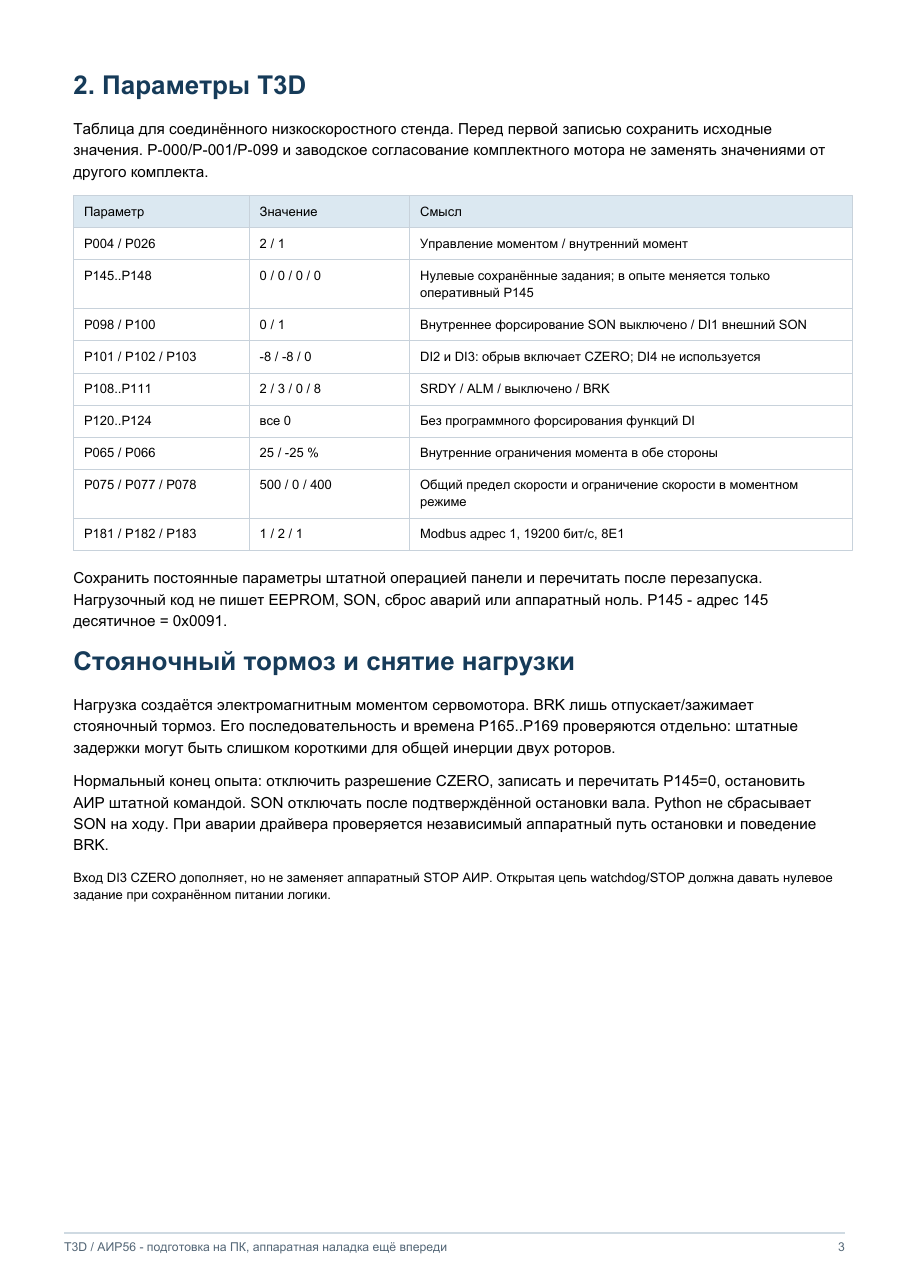 2. Параметры T3D
Таблица для соединённого низкоскоростного стенда. Перед первой записью сохранить исходные
значения. P-000/P-001/P-099 и заводское согласование комплектного мотора не заменять значениями от
другого комплекта.
Параметр Значение Смысл
P004 / P026 2 / 1 Управление моментом / внутренний момент
P145..P148 0 / 0 / 0 / 0 Нулевые сохранённые задания; в опыте меняется только
оперативный P145
P098 / P100 0 / 1 Внутреннее форсирование SON выключено / DI1 внешний SON
P101 / P102 / P103 -8 / -8 / 0 DI2 и DI3: обрыв включает CZERO; DI4 не используется
P108..P111 2 / 3 / 0 / 8 SRDY / ALM / выключено / BRK
P120..P124 все 0 Без программного форсирования функций DI
P065 / P066 25 / -25 % Внутренние ограничения момента в обе стороны
P075 / P077 / P078 500 / 0 / 400 Общий предел скорости и ограничение скорости в моментном
режиме
P181 / P182 / P183 1 / 2 / 1 Modbus адрес 1, 19200 бит/с, 8E1
Сохранить постоянные параметры штатной операцией панели и перечитать после перезапуска.
Нагрузочный код не пишет EEPROM, SON, сброс аварий или аппаратный ноль. P145 - адрес 145
десятичное = 0x0091.
Стояночный тормоз и снятие нагрузки
Нагрузка создаётся электромагнитным моментом сервомотора. BRK лишь отпускает/зажимает
стояночный тормоз. Его последовательность и времена P165..P169 проверяются отдельно: штатные
задержки могут быть слишком короткими для общей инерции двух роторов.
Нормальный конец опыта: отключить разрешение CZERO, записать и перечитать P145=0, остановить
АИР штатной командой. SON отключать после подтверждённой остановки вала. Python не сбрасывает
SON на ходу. При аварии драйвера проверяется независимый аппаратный путь остановки и поведение
BRK.
Вход DI3 CZERO дополняет, но не заменяет аппаратный STOP АИР. Открытая цепь watchdog/STOP должна давать нулевое
задание при сохранённом питании логики.
T3D / АИР56 - подготовка на ПК, аппаратная наладка ещё впереди 3